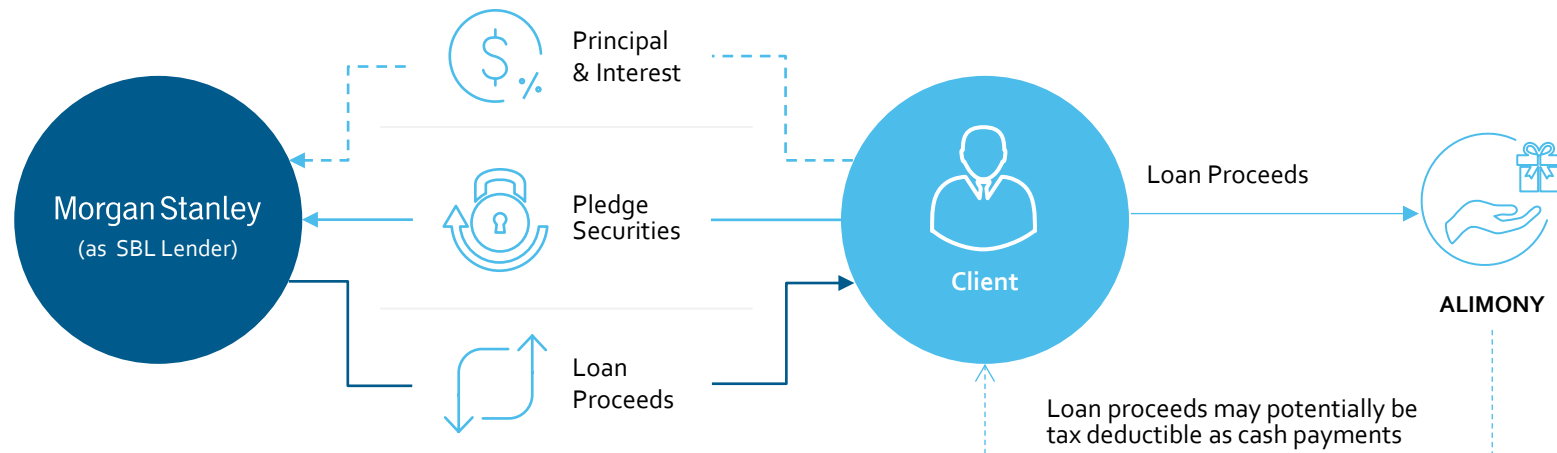 Principal
& Interest
Morgan Stanley
(as SBL Lender)
Pledge
Securities
Loan
Proceeds
Client
Loan Proceeds
ALIMONY
Loan proceeds may potentially be
tax deductible as cash payments